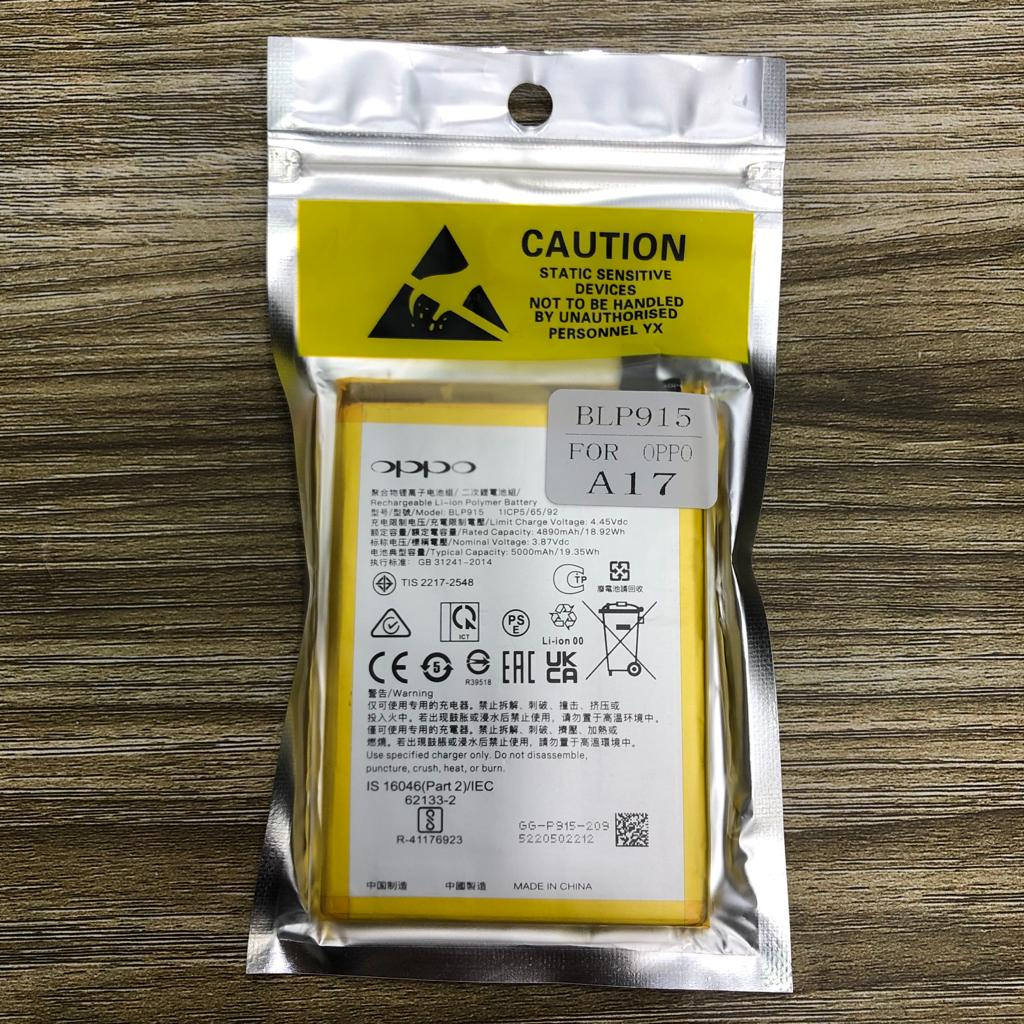 CAUTION
STATIC SENSITIVE
DEVICES
NOT TO BE HANDLED
BY UNAUTHORISED
PERSONNEL YX
BLP915
FOR OPPO
A17
oppo
聚合物锂离子电池组/ 二次鋰電池組/
Rechargeable Li-ion Polymer Battery
型号/型號/Model: BLP915 1ICP5/65/92
充电限制电压/充電限制電壓/Limit Charge Voltage: 4.45Vdc
额定容量/額定電容量/Rated Capacity: 4890mAh/18.92Wh
标称电压/標稱電壓/Nominal Voltage: 3.87Vdc
电池典型容量/Typical Capacity: 5000mAh/19.35Wh
执行标准: GB 31241-2014
TIS 2217-2548
TP
廢電池請回收
ICT
PS
E
Li-ion 00
CE
5
R39518
EAC
UK
CA
警告/Warning
仅可使用专用的充电器。禁止拆解、刺破、撞击、挤压或
投入火中。若出现鼓胀或浸水后禁止使用，请勿置于高温环境中。
僅可使用專用的充電器。禁止拆解、刺破、擠壓、加熱或
燃燒。若出現鼓脹或浸水后禁止使用，請勿置于高溫環境中。
Use specified charger only. Do not disassemble,
puncture, crush, heat, or burn.
IS 16046(Part 2)/IEC
62133-2
R-41176923
GG-P915-209
5220502212
中国制造 中國製造 MADE IN CHINA